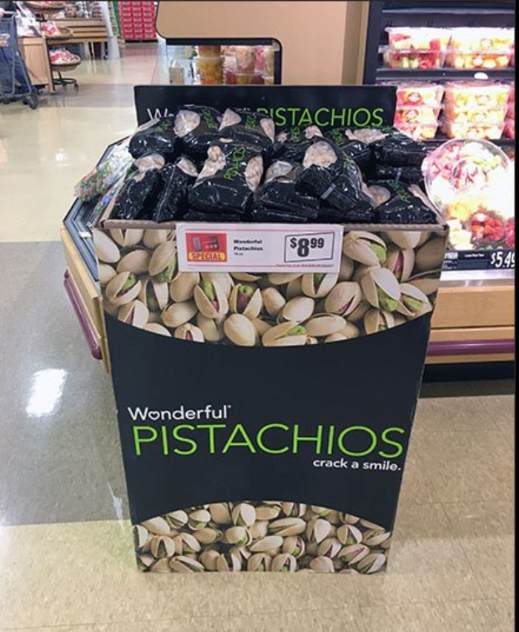 PISTACHIOS
SPECIAL
Wonderful
Pistachios
$8 99
$5.49
Wonderful
PISTACHIOS
crack a smile.